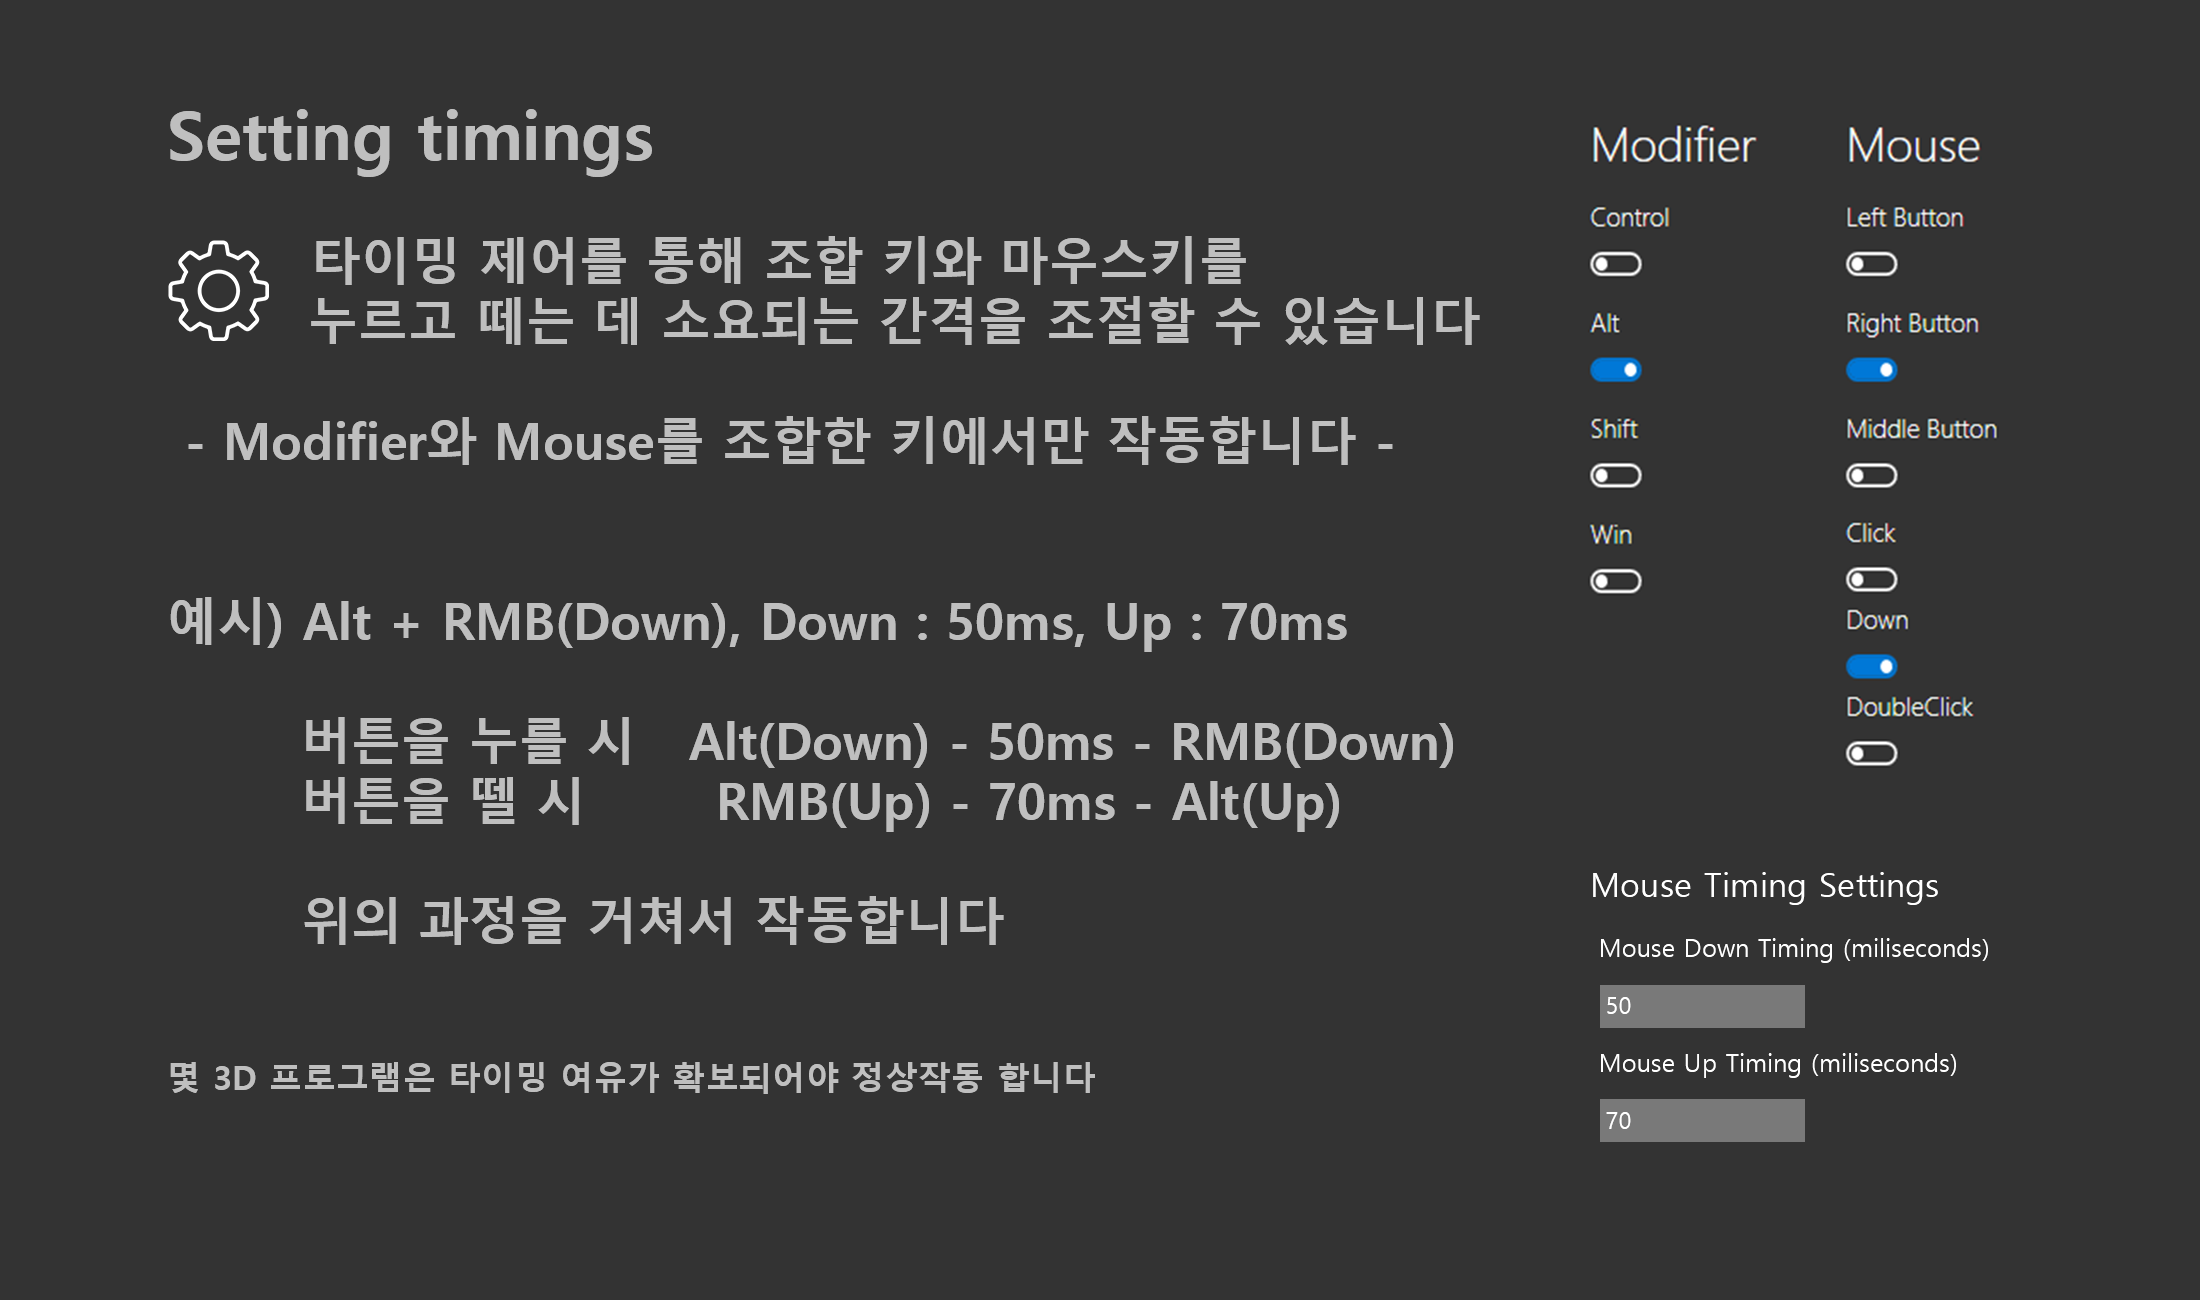 Setting timings
타이밍 제어를 통해 조합 키와 마우스키를
누르고 떼는 데 소요되는 간격을 조절할 수 있습니다
- Modifier와 Mouse를 조합한 키에서만 작동합니다 -
예시) Alt + RMB(Down), Down : 50ms, Up : 70ms
버튼을 누를 시 Alt(Down) - 50ms - RMB(Down)
버튼을 뗄 시 RMB(Up) - 70ms - Alt(Up)
위의 과정을 거쳐서 작동합니다
몇 3D 프로그램은 타이밍 여유가 확보되어야 정상작동 합니다
Modifier
Control
Alt
Shift
Win
Mouse
Left Button
Right Button
Middle Button
Click
Down
DoubleClick
Mouse Timing Settings
Mouse Down Timing (miliseconds)
50
Mouse Up Timing (miliseconds)
70